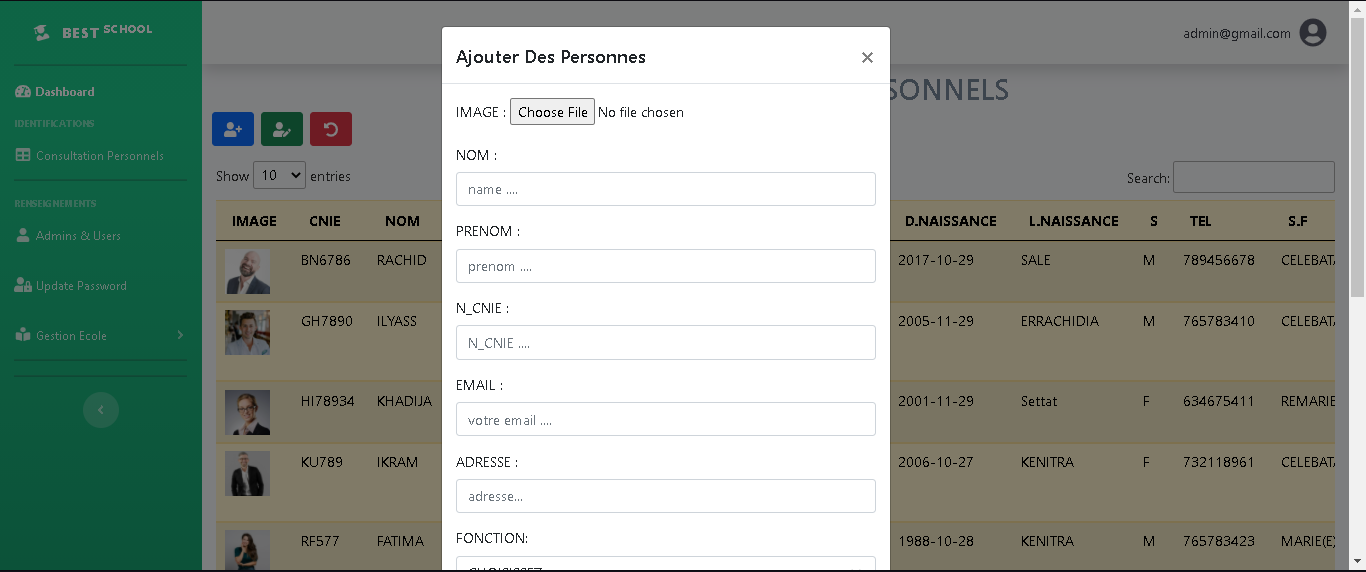 BEST SCHOOL
admin@gmail.com
Dashboard
IDENTIFICATIONS
Consultation Personnels
RENSEIGNEMENTS
Admins & Users
Update Password
Gestion Ecole
SONNELS
Show 10 entries
Search:
IMAGE CNIE NOM D.NAISSANCE L.NAISSANCE S TEL S.F
BN6786 RACHID 2017-10-29 SALE M 789456678 CELEBATA
GH7890 ILYASS 2005-11-29 ERRACHIDIA M 765783410 CELEBATA
HI78934 KHADIJA 2001-11-29 Settat F 634675411 REMARIE
KU789 IKRAM 2006-10-27 KENITRA F 732118961 CELEBATA
RF577 FATIMA 1988-10-28 KENITRA M 765783423 MARIE(E)
Ajouter Des Personnes ×
IMAGE : Choose File No file chosen
NOM :
name ....
PRENOM :
prenom ....
N_CNIE :
N_CNIE ....
EMAIL :
votre email ....
ADRESSE :
adresse...
FONCTION: